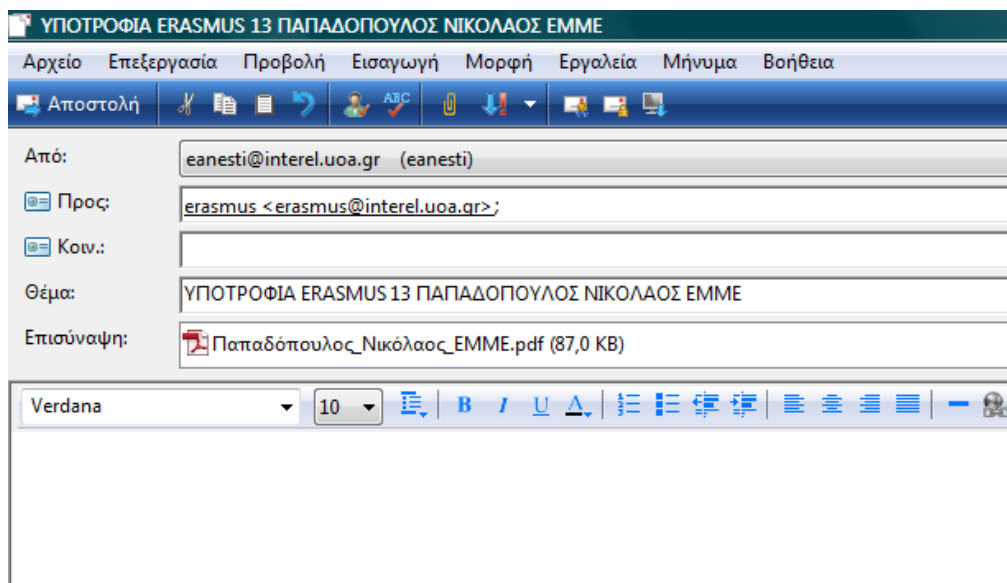 ΥΠΟΤΡΟΦΙΑ ERASMUS 13 ΠΑΠΑΔΟΠΟΥΛΟΣ ΝΙΚΟΛΑΟΣ ΕΜΜΕ
Αρχείο Επεξεργασία Προβολή Εισαγωγή Μορφή Εργαλεία Μήνυμα Βοήθεια
Αποστολή ABC
Από: eanesti@interel.uoa.gr (eanesti)
Προς: erasmus <erasmus@interel.uoa.gr>;
Κοιν.:
Θέμα: ΥΠΟΤΡΟΦΙΑ ERASMUS 13 ΠΑΠΑΔΟΠΟΥΛΟΣ ΝΙΚΟΛΑΟΣ ΕΜΜΕ
Επισύναψη: Παπαδόπουλος_Νικόλαος_ΕΜΜΕ.pdf (87,0 KB)
Verdana 10 B I U A